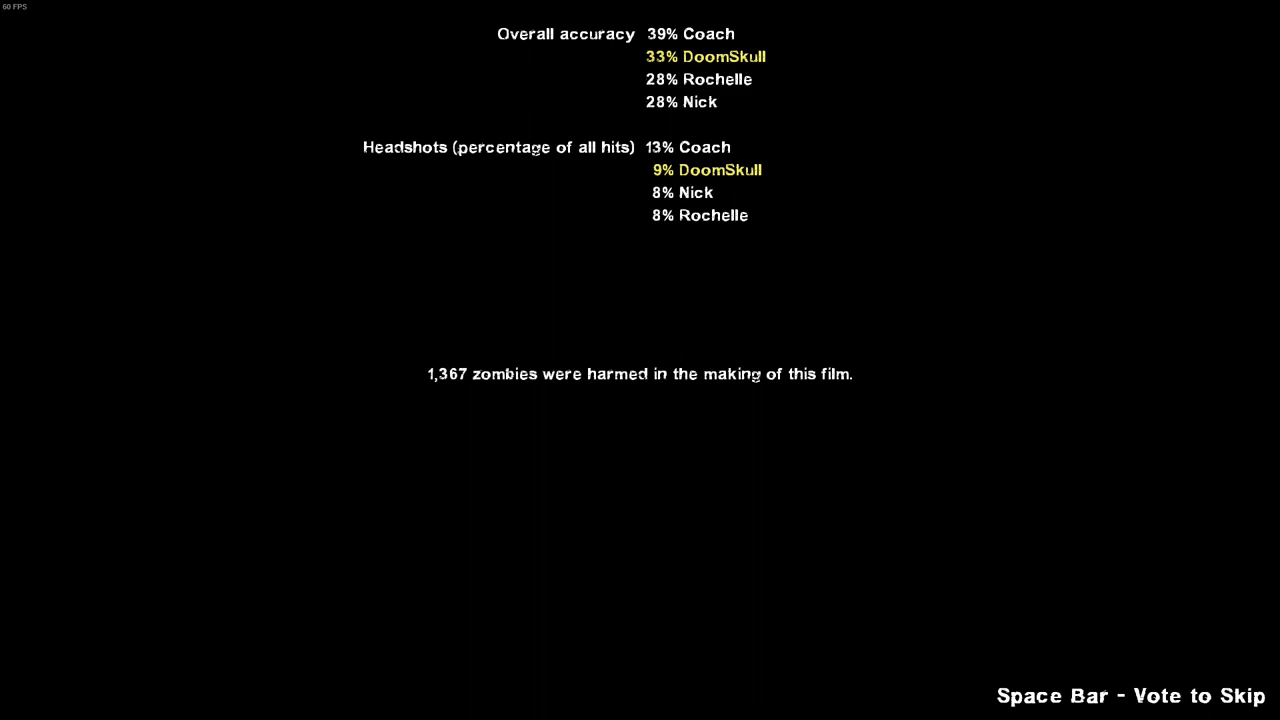 60 FPS
Overall accuracy 39% Coach
33% DoomSkull
28% Rochelle
28% Nick
Headshots (percentage of all hits) 13% Coach
9% DoomSkull
8% Nick
8% Rochelle
1,367 zombies were harmed in the making of this film.
Space Bar - Vote to Skip